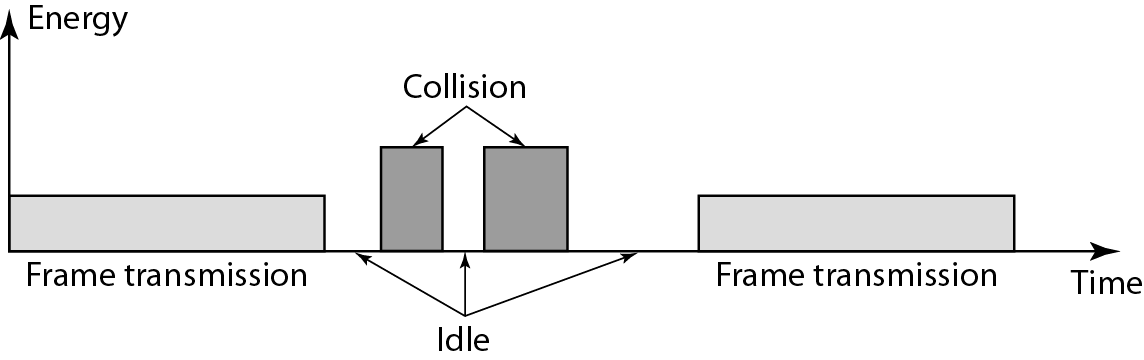 Energy
Collision
Frame transmission
Frame transmission
Time
Idle